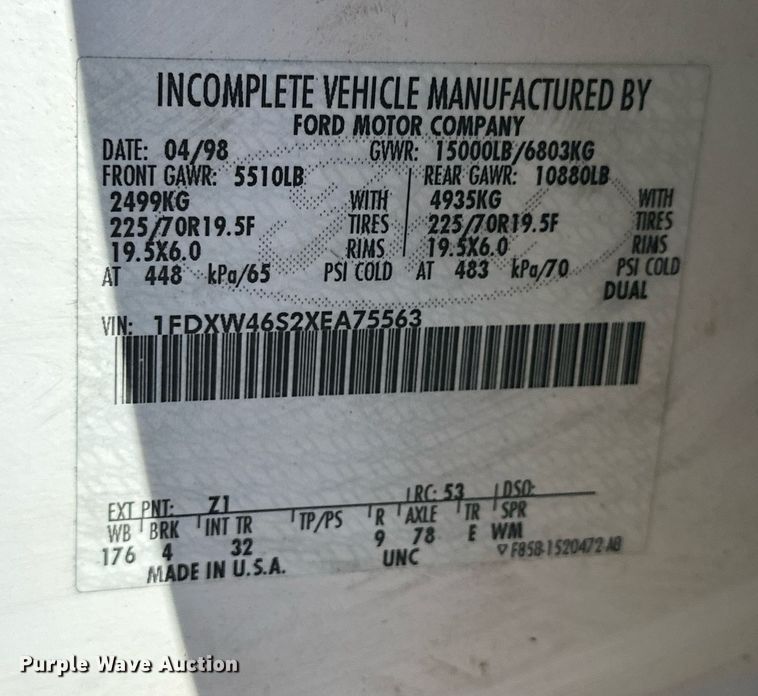 INCOMPLETE VEHICLE MANUFACTURED BY
FORD MOTOR COMPANY
DATE: 04/98 GVWR: 15000LB/6803KG
FRONT GAWR: 5510LB REAR GAWR: 10880LB
2499KG WITH 4935KG WITH
225/70R19.5F TIRES 225/70R19.5F TIRES
19.5X6.0 RIMS 19.5X6.0 RIMS
AT 448 kPa/65 PSI COLD AT 483 kPa/70 PSI COLD
DUAL
VIN: 1FDXW46S2XEA75563
EXT PNT: Z1 RC: 53 DSO:
WB BRK INT TR TP/PS R AXLE TR SPR
176 4 32 9 78 E WM
MADE IN U.S.A. UNC F85B-1520472 AB
Purple Wave Auction